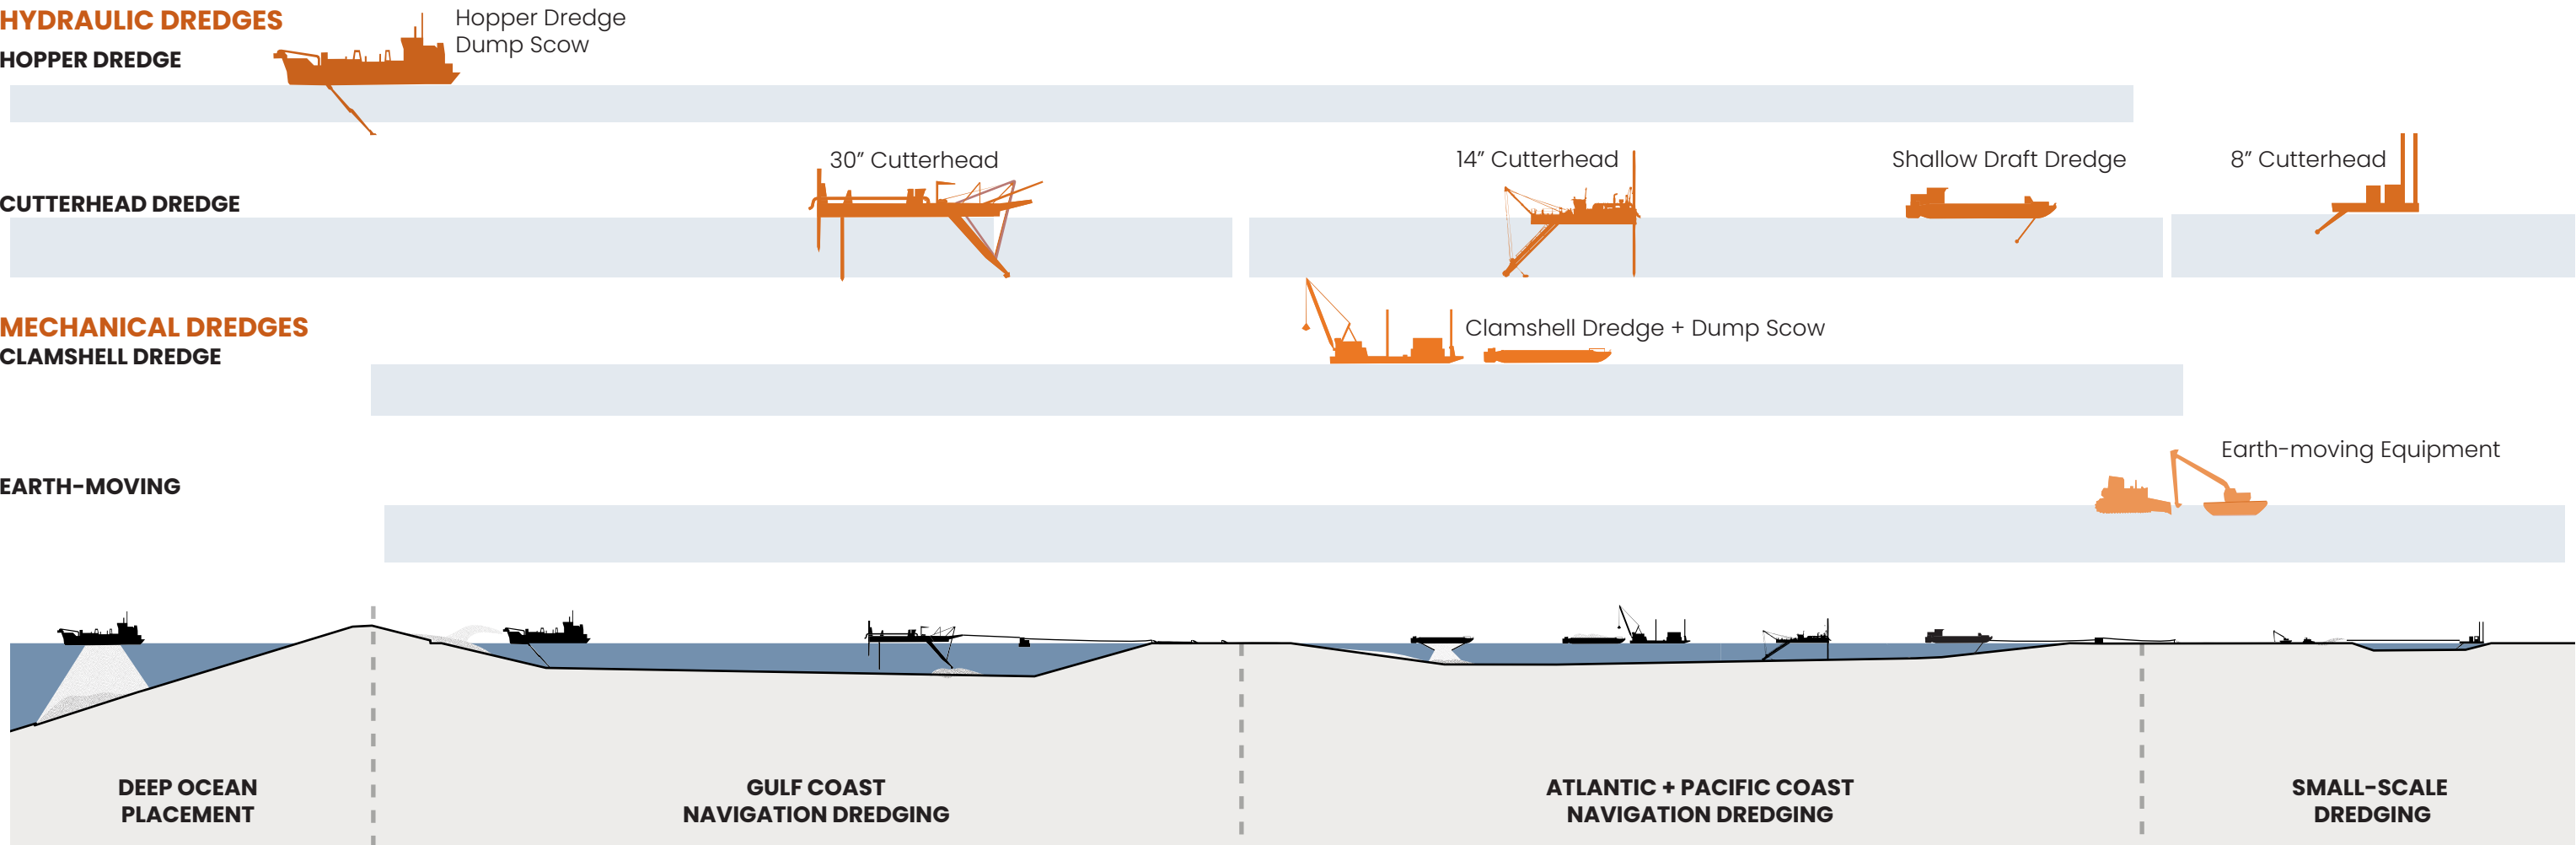 HYDRAULIC DREDGES
HOPPER DREDGE
Hopper Dredge
Dump Scow
CUTTERHEAD DREDGE
30” Cutterhead
14” Cutterhead
Shallow Draft Dredge
8” Cutterhead
MECHANICAL DREDGES
CLAMSHELL DREDGE
Clamshell Dredge + Dump Scow
EARTH-MOVING
Earth-moving Equipment
DEEP OCEAN
PLACEMENT
GULF COAST
NAVIGATION DREDGING
ATLANTIC + PACIFIC COAST
NAVIGATION DREDGING
SMALL-SCALE
DREDGING